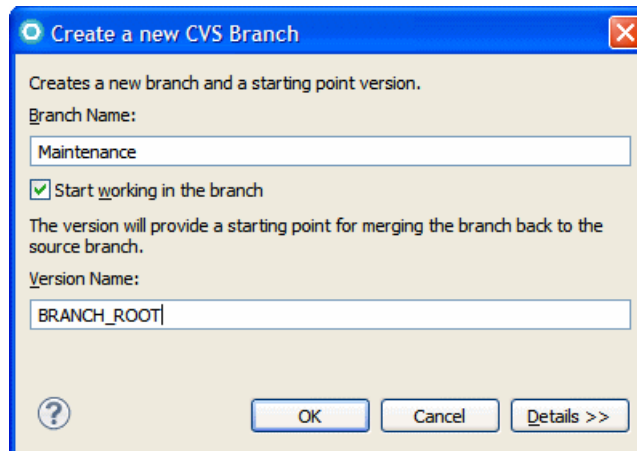 Create a new CVS Branch
Creates a new branch and a starting point version.
Branch Name:
Maintenance
Start working in the branch
The version will provide a starting point for merging the branch back to the
source branch.
Version Name:
BRANCH_ROOT
? OK Cancel Details >>